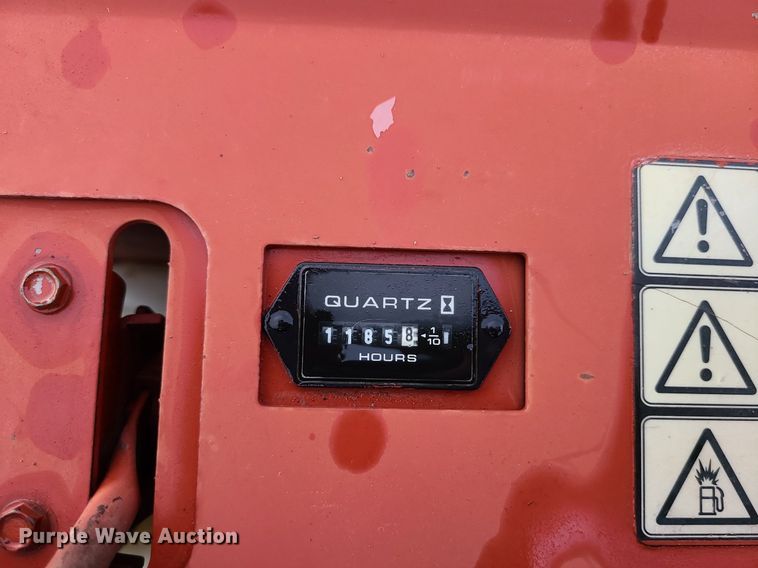 QUARTZ
11858 1/10
HOURS
Purple Wave Auction